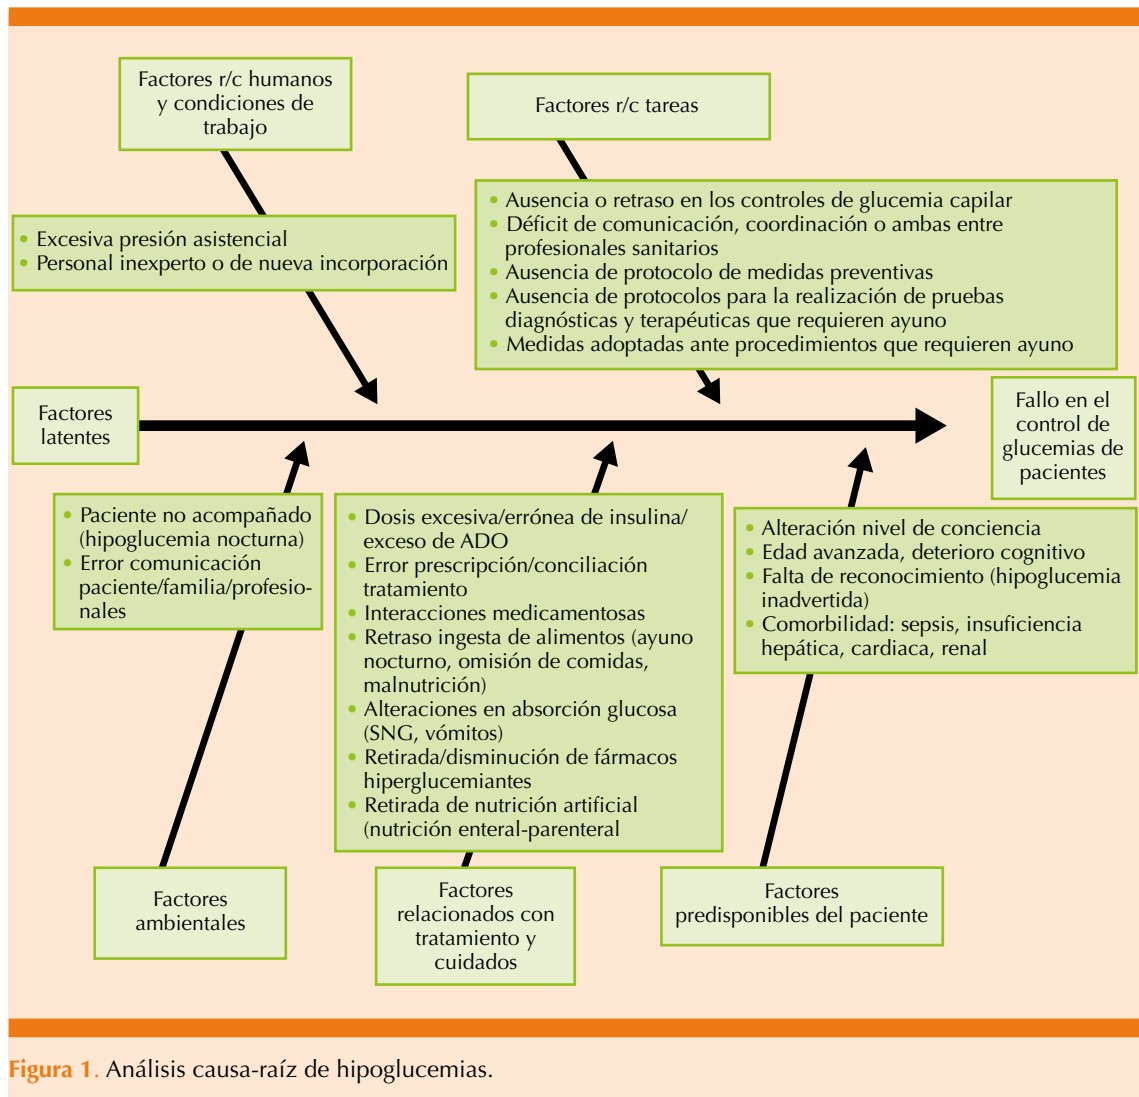 Factores r/c humanos
y condiciones de
trabajo
Factores r/c tareas
• Excesiva presión asistencial
• Personal inexperto o de nueva incorporación
• Ausencia o retraso en los controles de glucemia capilar
• Déficit de comunicación, coordinación o ambas entre
profesionales sanitarios
• Ausencia de protocolo de medidas preventivas
• Ausencia de protocolos para la realización de pruebas
diagnósticas y terapéuticas que requieren ayuno
• Medidas adoptadas ante procedimientos que requieren ayuno
Factores
latentes
Fallo en el
control de
glucemias de
pacientes
• Paciente no acompañado
(hipoglucemia nocturna)
• Error comunicación
paciente/familia/profesio-
nales
• Dosis excesiva/errónea de insulina/
exceso de ADO
• Error prescripción/conciliación
tratamiento
• Interacciones medicamentosas
• Retraso ingesta de alimentos (ayuno
nocturno, omisión de comidas,
malnutrición)
• Alteraciones en absorción glucosa
(SNG, vómitos)
• Retirada/disminución de fármacos
hiperglucemiantes
• Retirada de nutrición artificial
(nutrición enteral-parenteral
• Alteración nivel de conciencia
• Edad avanzada, deterioro cognitivo
• Falta de reconocimiento (hipoglucemia
inadvertida)
• Comorbilidad: sepsis, insuficiencia
hepática, cardiaca, renal
Factores
ambientales
Factores
relacionados con
tratamiento y
cuidados
Factores
predisponibles del paciente
Figura 1. Análisis causa-raíz de hipoglucemias.